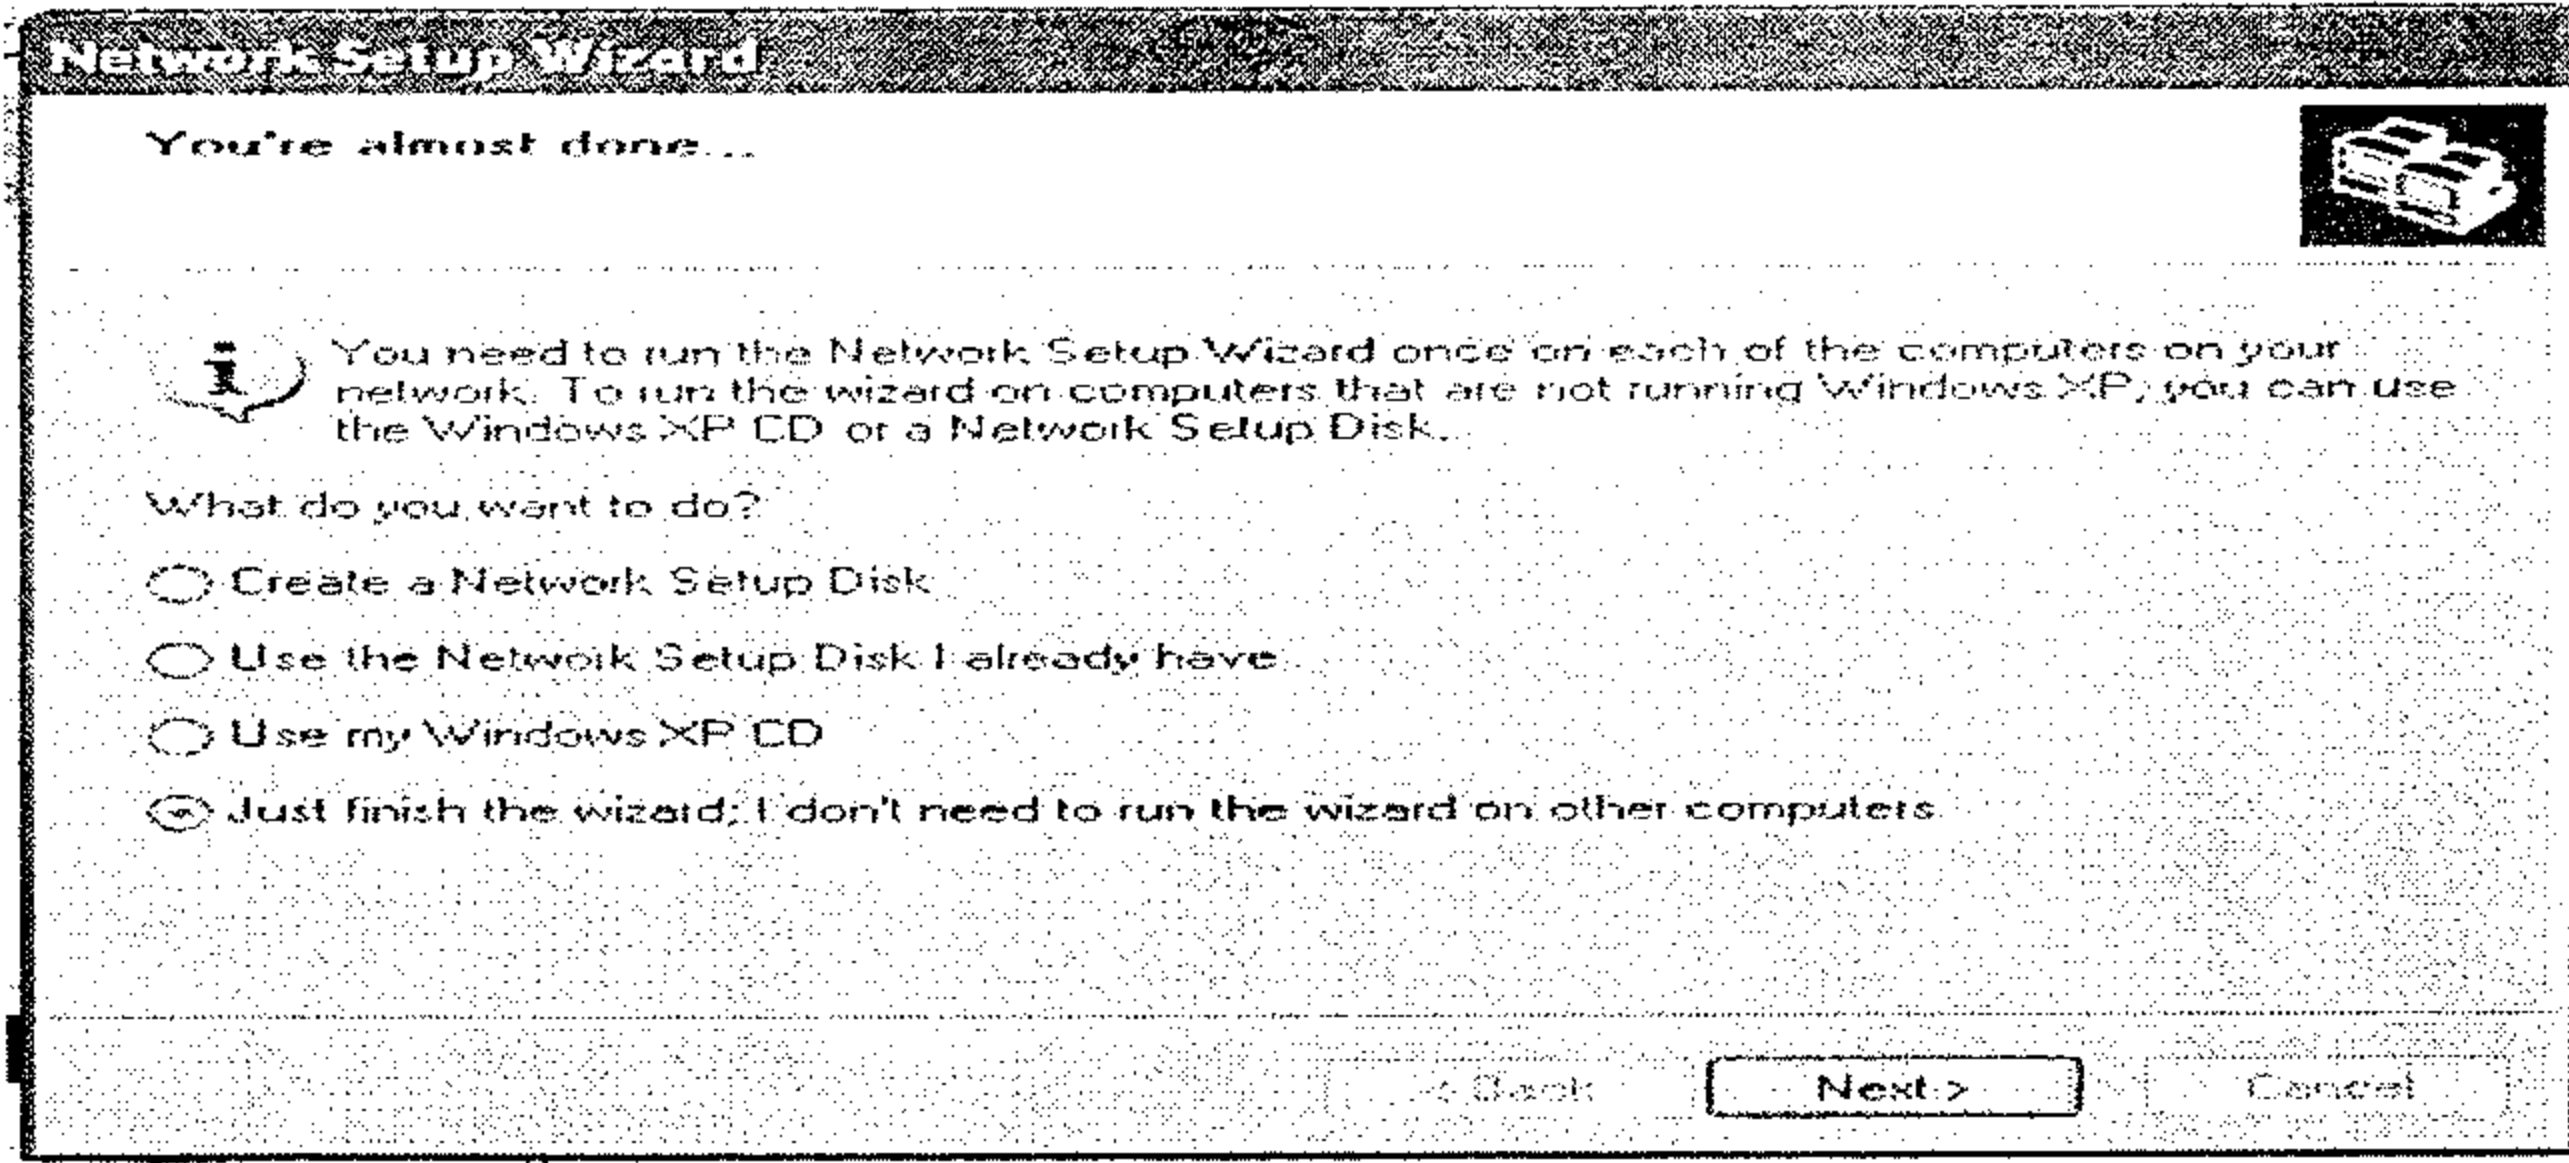 Network Setup Wizard
You're almost done...
You need to run the Network Setup Wizard once on each of the computers on your
network. To run the wizard on computers that are not running Windows XP, you can use
the Windows XP CD or a Network Setup Disk.
What do you want to do?
Create a Network Setup Disk
Use the Network Setup Disk I already have
Use my Windows XP CD
Just finish the wizard; I don't need to run the wizard on other computers
< Back Next > Cancel